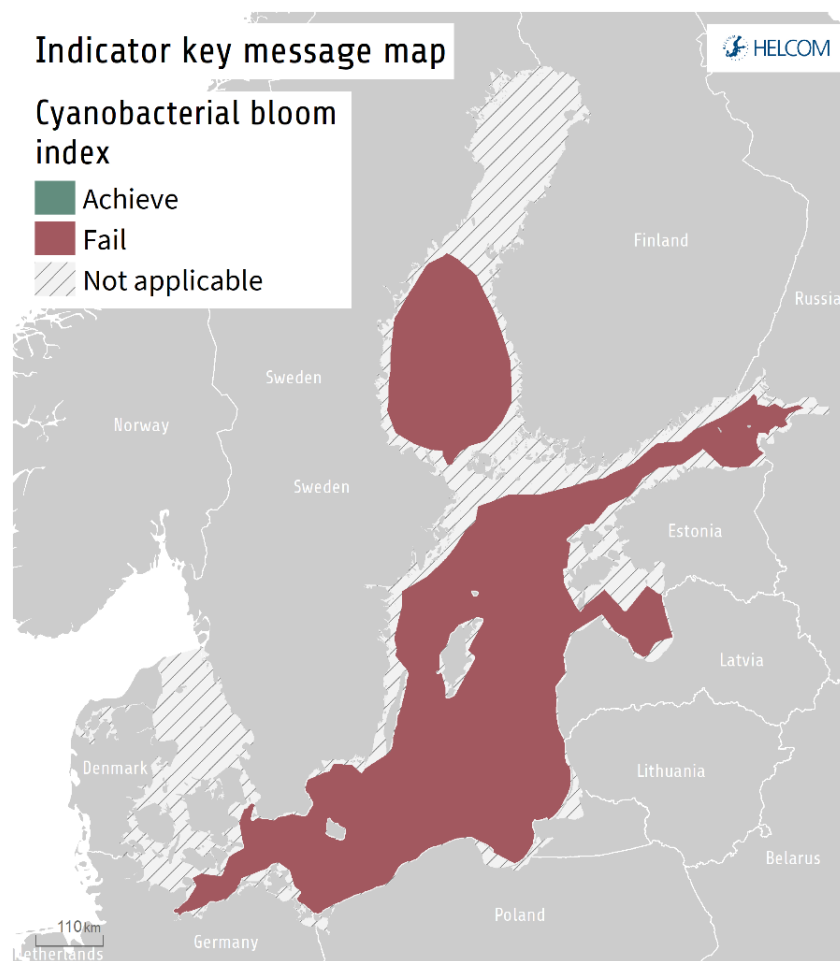 Indicator key message map
HELCOM
Cyanobacterial bloom
index
Achieve
Fail
Not applicable
Finland
Russia
Sweden
Norway
Sweden
Estonia
Latvia
Denmark
Lithuania
Belarus
Poland
110 Km
Germany
etherlands